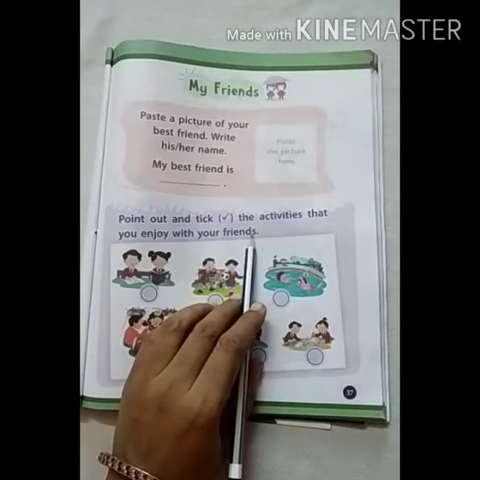 Made with KINEMASTER
My Friends
Paste a picture of your
best friend. Write
his/her name.
My best friend is
__________ .
Paste
the picture
here.
Point out and tick (✓) the activities that
you enjoy with your friends.
37